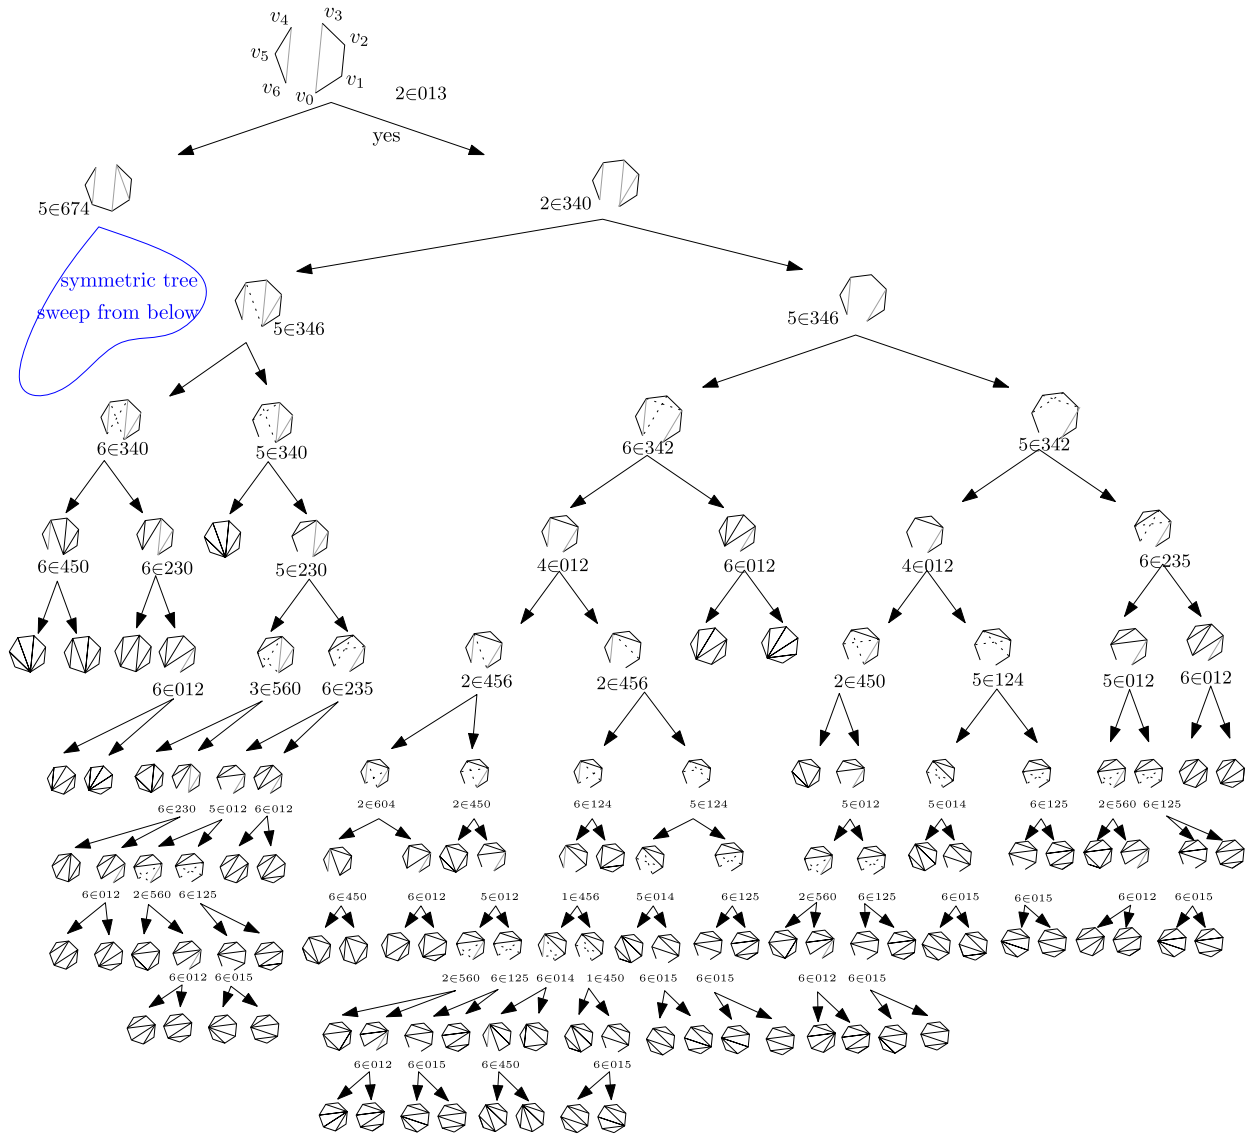 v4 v3
v5 v2
v6 v0 v1 2∈013
yes
5∈674 2∈340
symmetric tree
sweep from below
5∈346 5∈346
6∈340 5∈340 6∈342 5∈342
6∈450 6∈230 5∈230 4∈012 6∈012 4∈012 6∈235
6∈012 3∈560 6∈235 2∈456 2∈456 2∈450 5∈124 5∈012 6∈012
6∈230 5∈012 6∈012 2∈604 2∈450 6∈124 5∈124 5∈012 5∈014 6∈125 2∈560 6∈125
6∈012 2∈560 6∈125 6∈450 6∈012 5∈012 1∈456 5∈014 6∈125 2∈560 6∈125 6∈015 6∈015 6∈012 6∈015
6∈012 6∈015 2∈560 6∈125 6∈014 1∈450 6∈015 6∈015 6∈012 6∈015
6∈012 6∈015 6∈450 6∈015